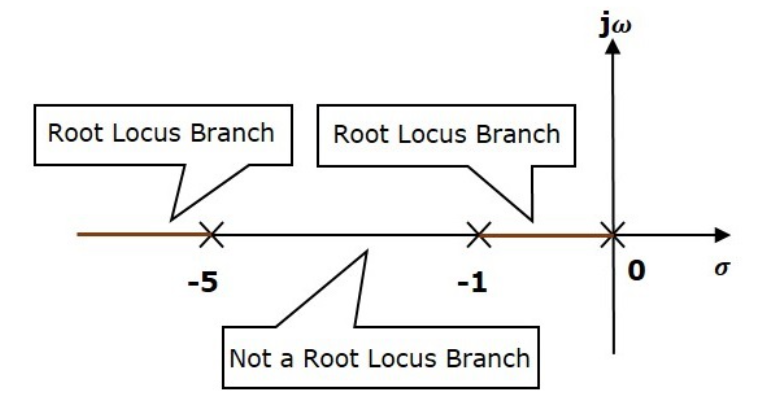 jω
Root Locus Branch
Root Locus Branch
-5
-1
0
σ
Not a Root Locus Branch